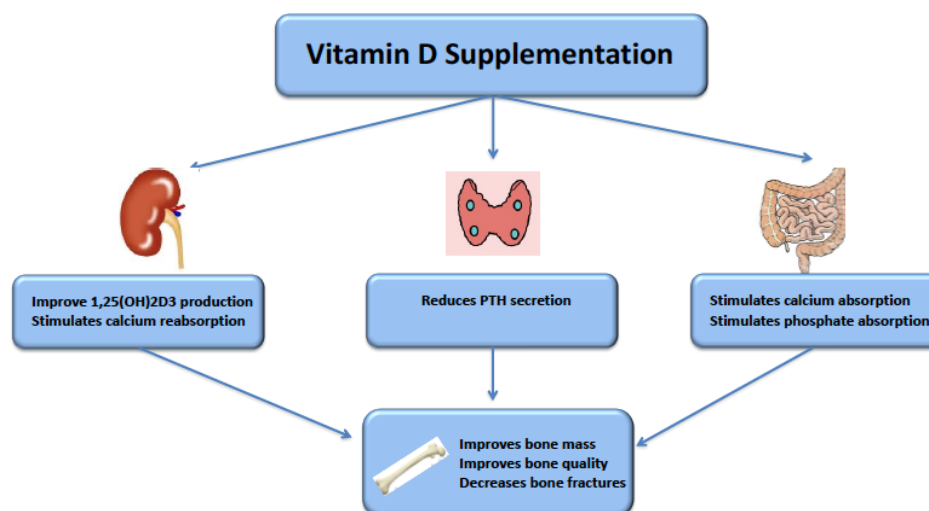 Vitamin D Supplementation
Improve 1,25(OH)2D3 production
Stimulates calcium reabsorption
Reduces PTH secretion
Stimulates calcium absorption
Stimulates phosphate absorption
Improves bone mass
Improves bone quality
Decreases bone fractures